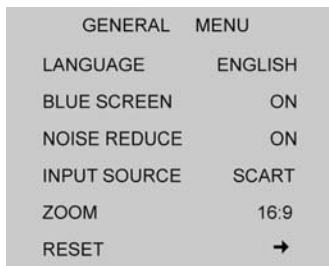 GENERAL MENU
LANGUAGE ENGLISH
BLUE SCREEN ON
NOISE REDUCE ON
INPUT SOURCE SCART
ZOOM 16:9
RESET →